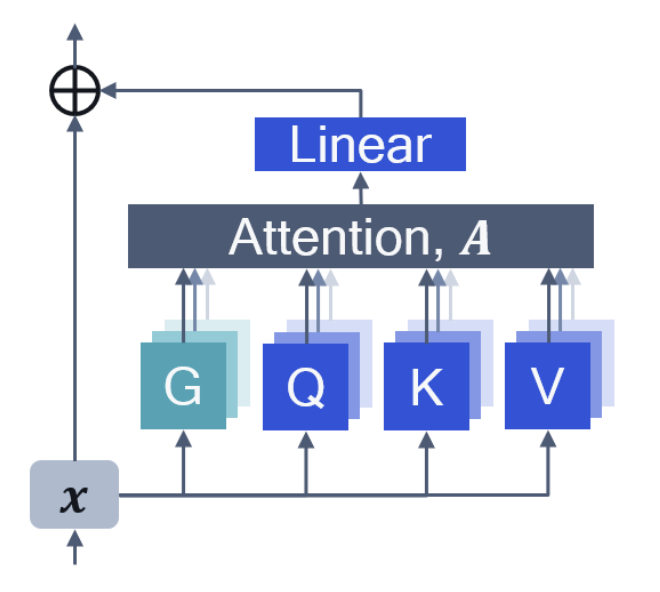 Linear
Attention, A
G Q K V
x